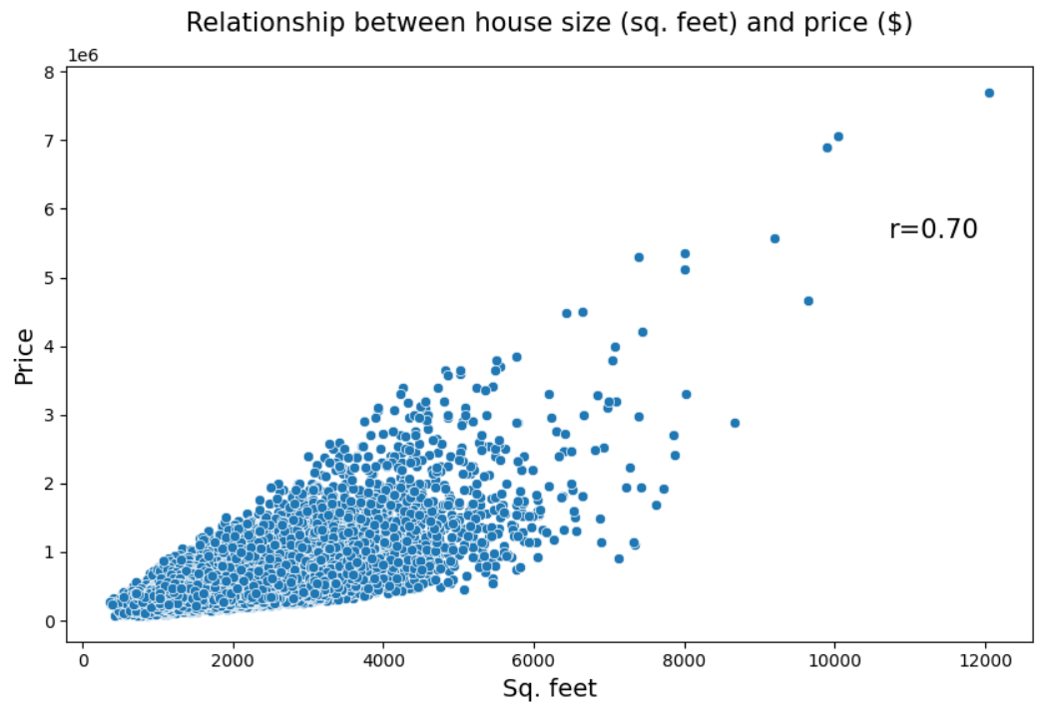 Relationship between house size (sq. feet) and price ($)
1e6
8
7
6
5
4
3
2
1
0
Price
r=0.70
0 2000 4000 6000 8000 10000 12000
Sq. feet